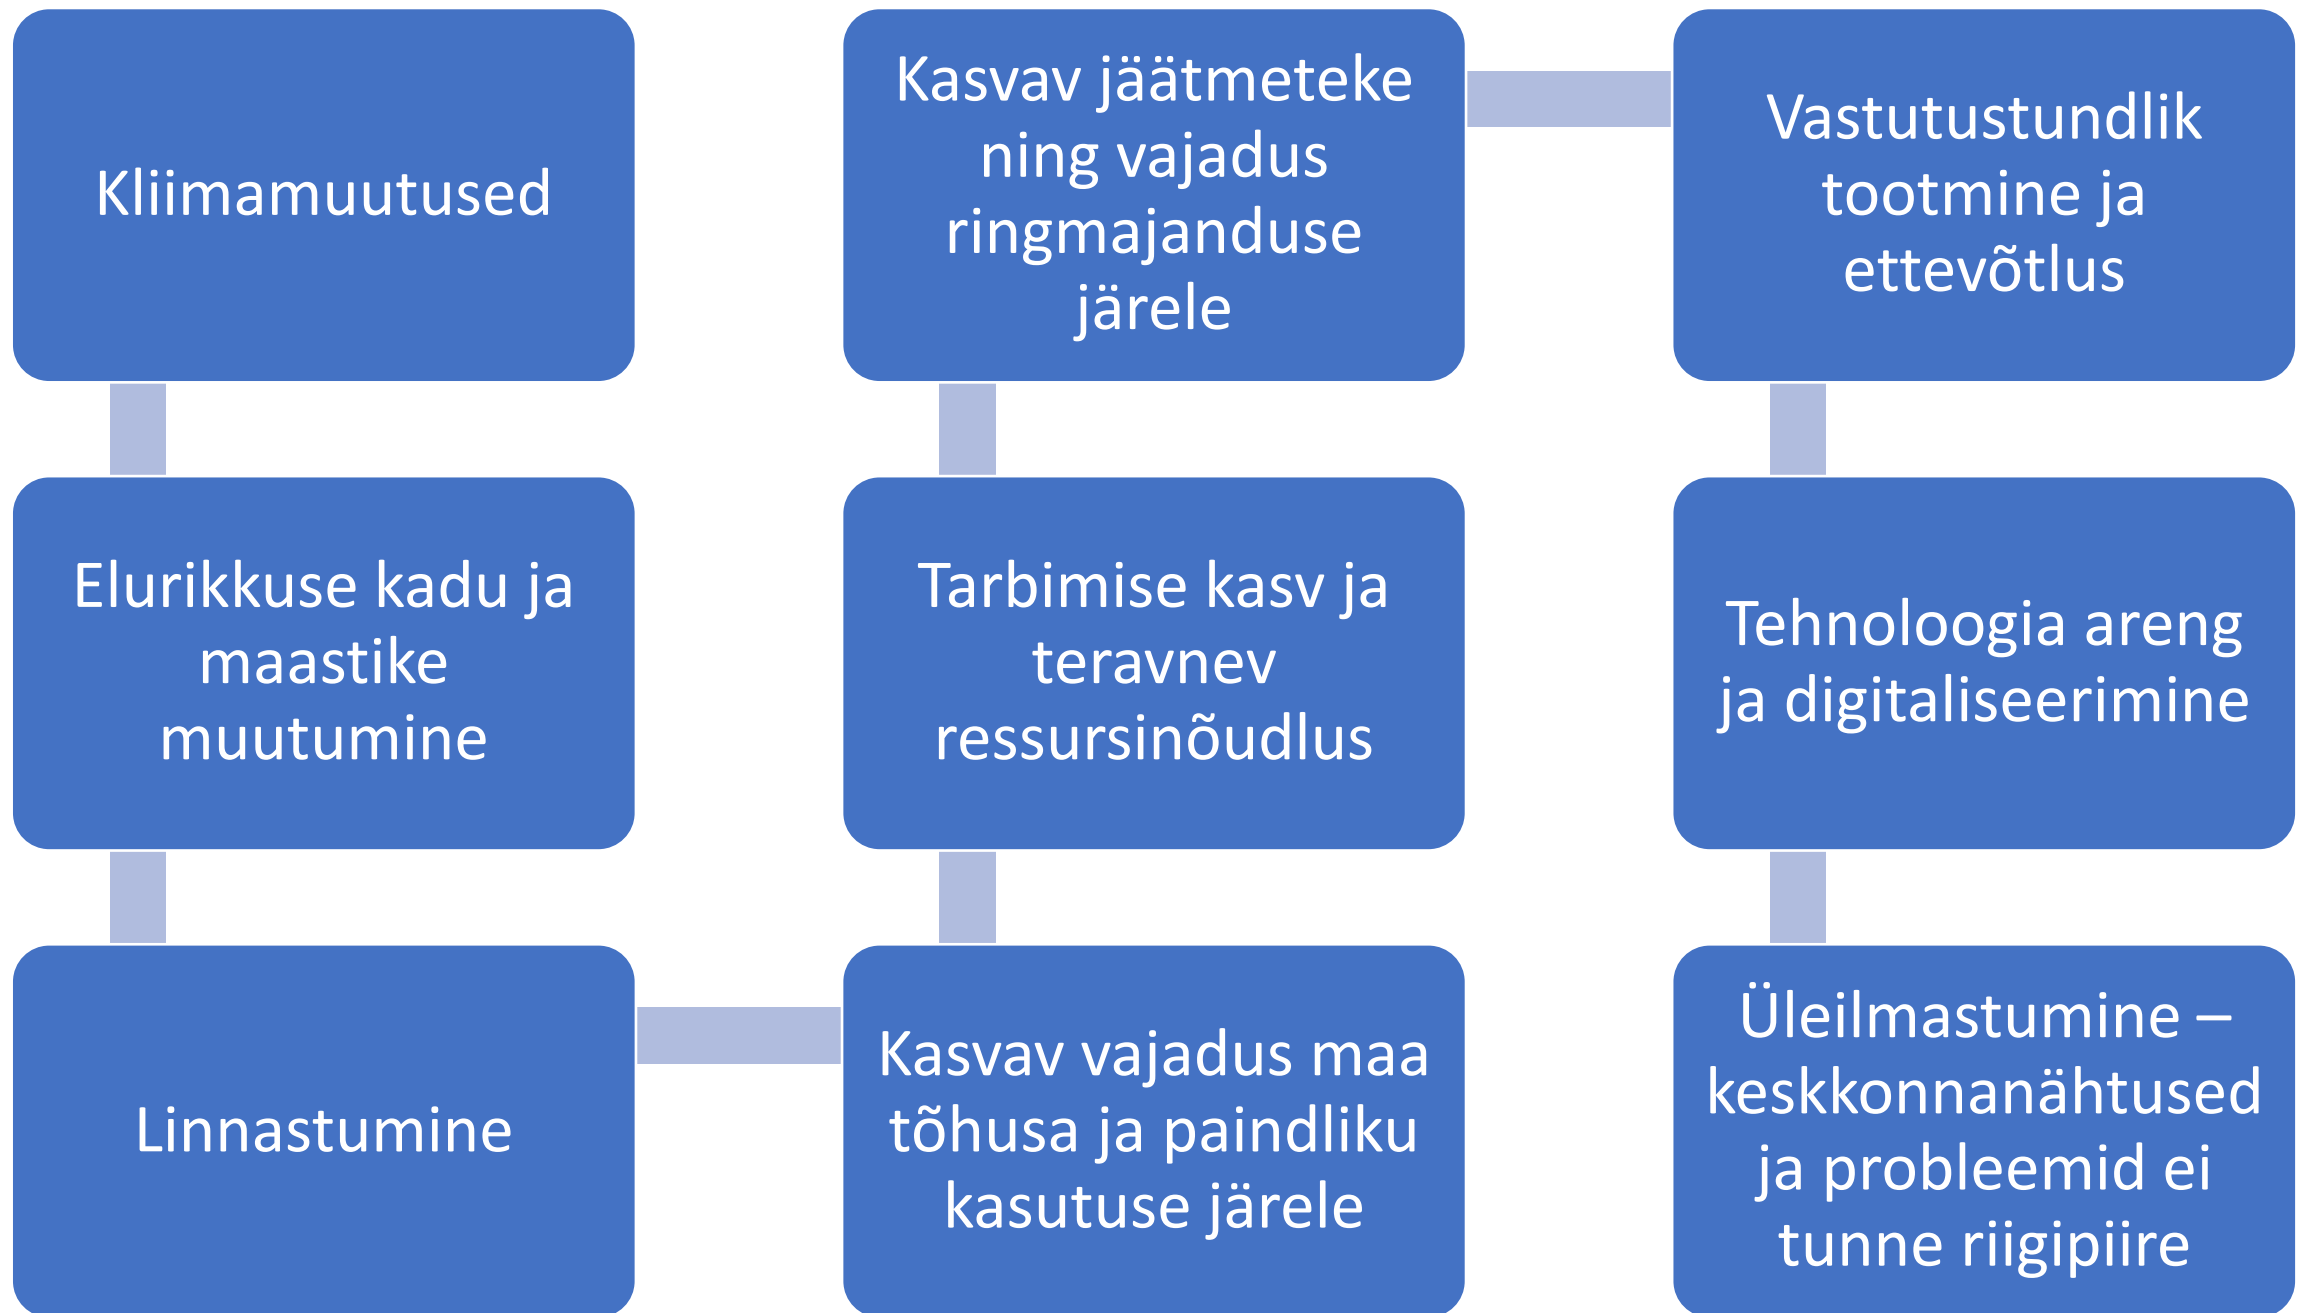 Kliimamuutused
Elurikkuse kadu ja
maastike
muutumine
Linnastumine
Kasvav vajadus maa
tõhusa ja paindliku
kasutuse järele
Tarbimise kasv ja
teravnev
ressursinõudlus
Kasvav jäätmeteke
ning vajadus
ringmajanduse
järele
Vastutustundlik
tootmine ja
ettevõtlus
Tehnoloogia areng
ja digitaliseerimine
Üleilmastumine –
keskkonnanähtused
ja probleemid ei
tunne riigipiire